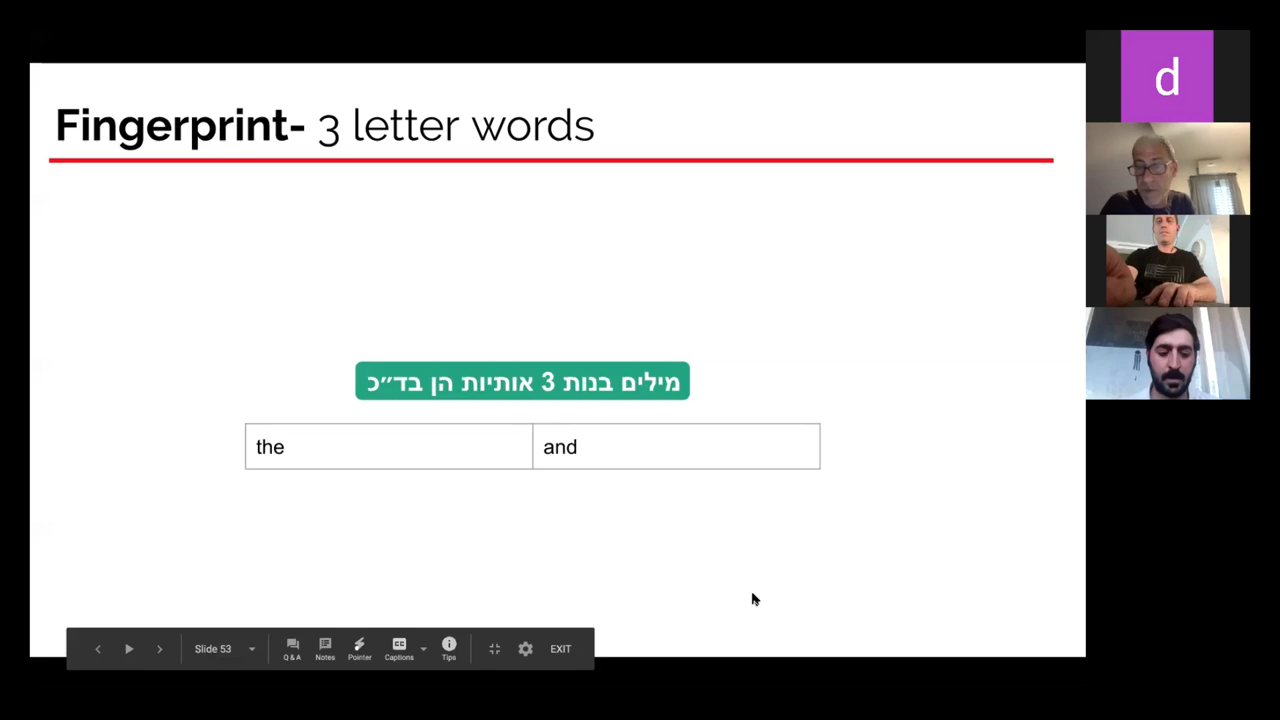 Fingerprint- 3 letter words
d
מילים בנות 3 אותיות הן בד״כ
the
and
Slide 53
Q & A
Notes
Pointer
CC
Captions
Tips
EXIT